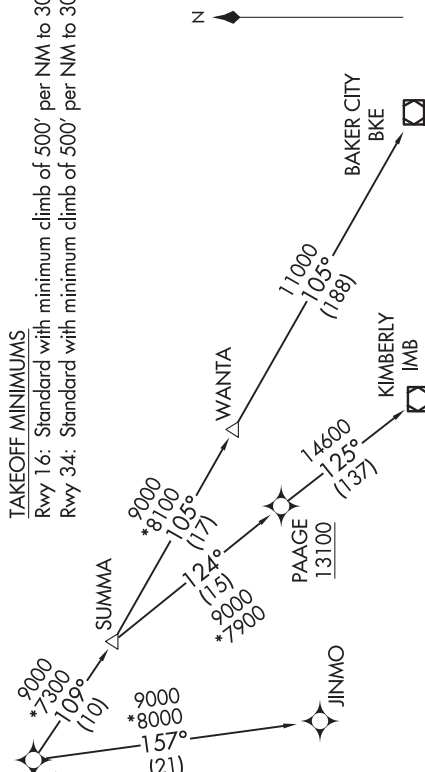 TAKEOFF MINIMUMS
Rwy 16: Standard with minimum climb of 500' per NM to
Rwy 34: Standard with minimum climb of 500' per NM to
N
SUMMA
9000
*7300
109°
(10)
9000
*8100
105°
(17)
WANTA
11000
105°
(188)
BAKER CITY
BKE
124°
(15)
9000
*7900
PAAGE
13100
14600
125°
(137)
KIMBERLY
IMB
9000
*8000
157°
(21)
JINMO